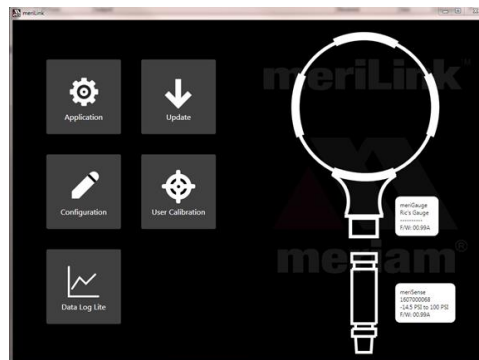 meriLink
meriLink
Application
Update
Configuration
User Calibration
Data Log Lite
meriGauge
Ric's Gauge
----------
F/W: 00.99A
meriam®
meriSense
1607000068
-14.5 PSI to 100 PSI
F/W: 00.99A